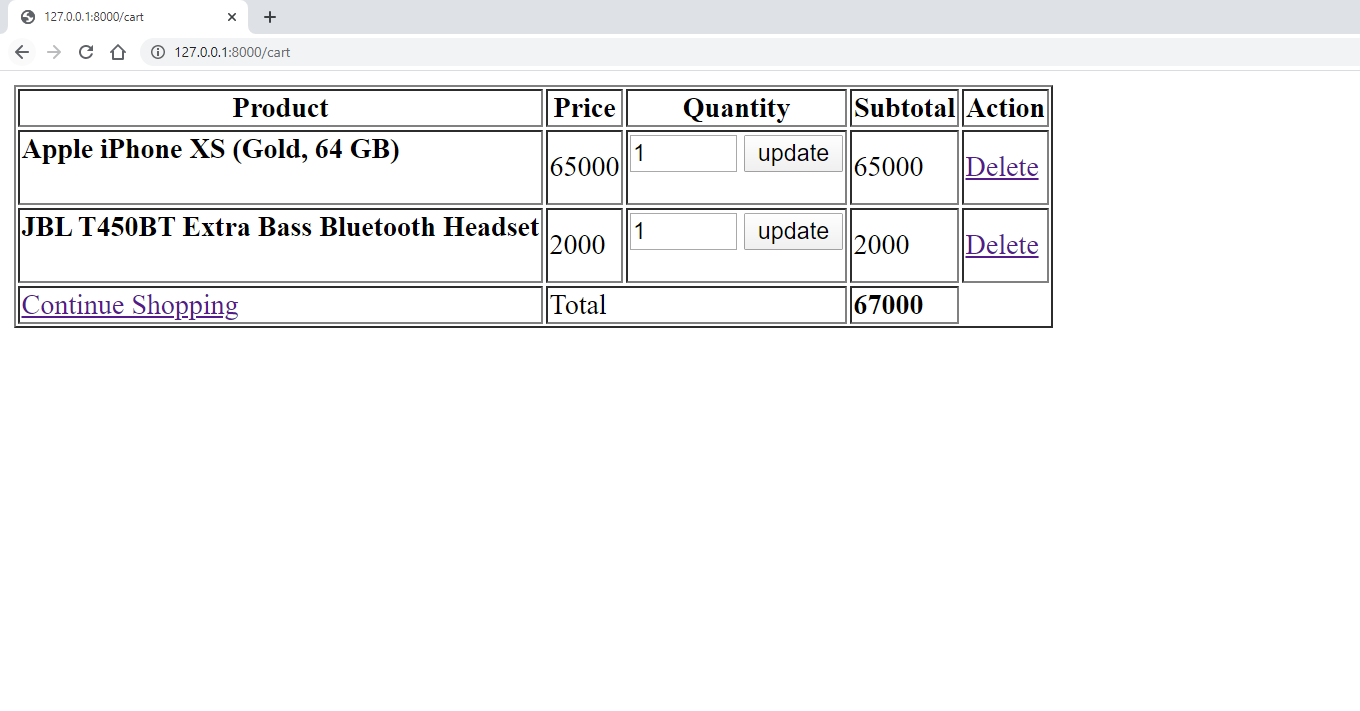 127.0.0.1:8000/cart
127.0.0.1:8000/cart
Product Price Quantity Subtotal Action
Apple iPhone XS (Gold, 64 GB) 65000 1 update 65000 Delete
JBL T450BT Extra Bass Bluetooth Headset 2000 1 update 2000 Delete
Continue Shopping Total 67000